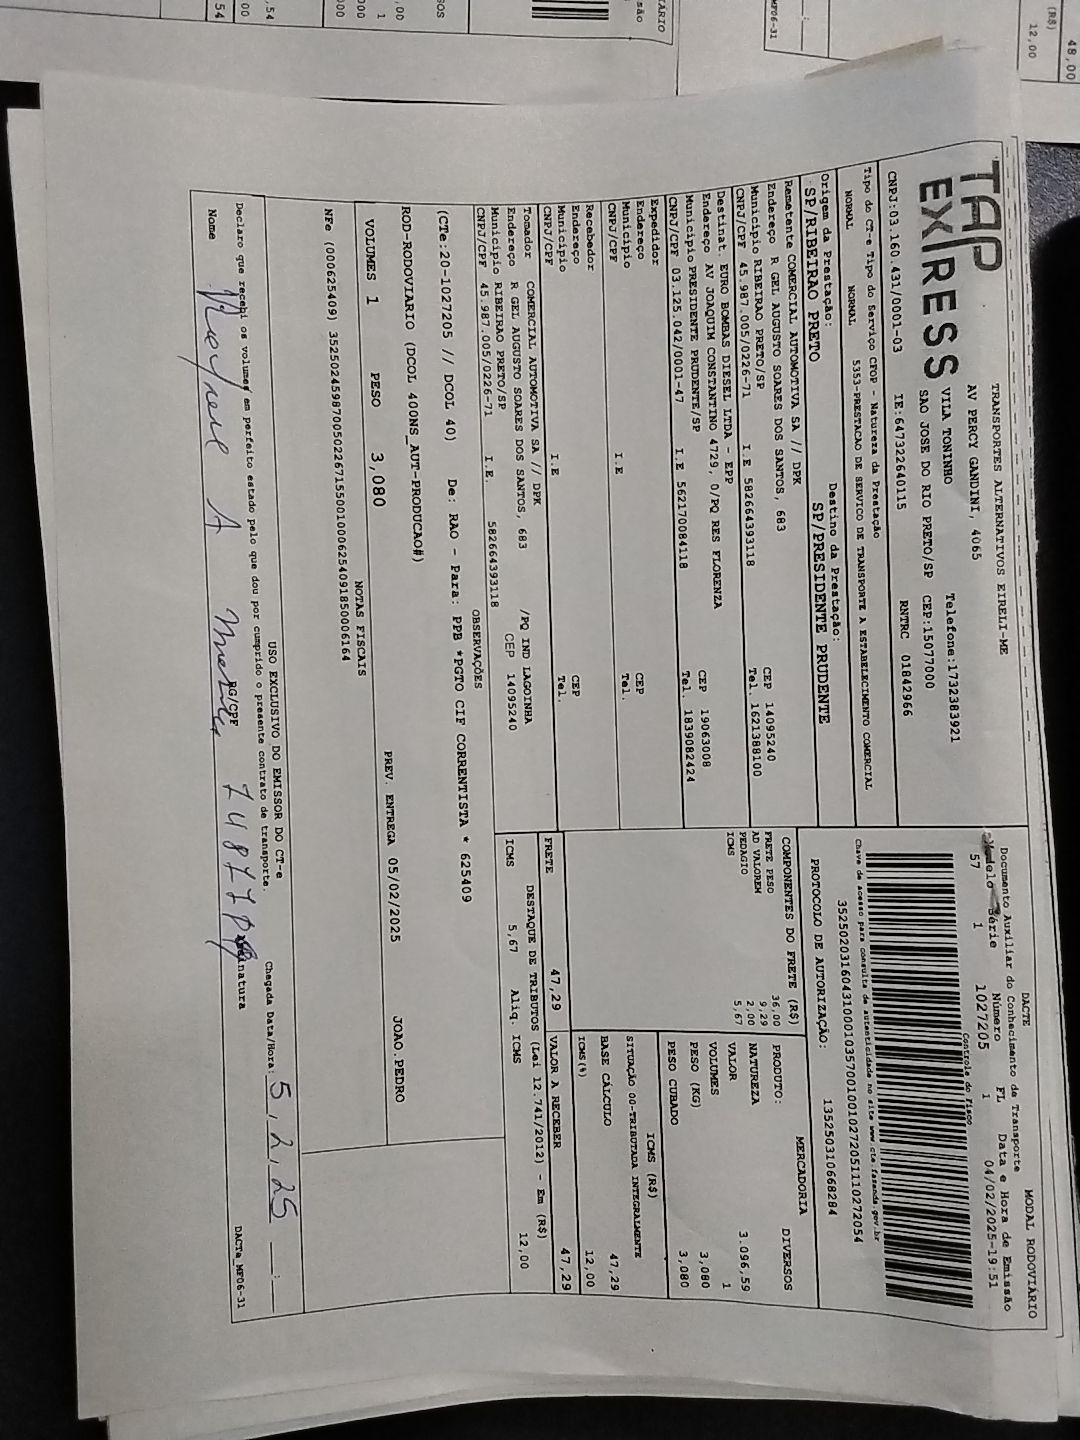 TAP
EXPRESS
TRANSPORTES ALTERNATIVOS EIRELI-ME
AV PERCY GANDINI, 4065
VILA TONINHO Telefone:1732383921
SAO JOSE DO RIO PRETO/SP CEP:15077000
CNPJ:03.160.431/0001-03 IE:647322640115 RNTRC 01842966
Tipo do CT-e Tipo do Serviço CFOP - Natureza da Prestação
NORMAL NORMAL 5353-PRESTACAO DE SERVICO DE TRANSPORTE A ESTABELECIMENTO COMERCIAL
Origem da Prestação: Destino da Prestação:
SP/RIBEIRAO PRETO SP/PRESIDENTE PRUDENTE
DACTE MODAL RODOVIÁRIO
Documento Auxiliar do Conhecimento de Transporte
Modelo Série Número FL Data e Hora de Emissão
57 1 1027205 1 04/02/2025-19:51
Controle do Fisco
Chave de acesso para consulta de autenticidade no site www.cte.fazenda.gov.br
35250203160431000103570010010272051110272054
PROTOCOLO DE AUTORIZAÇÃO: 135250310668284
Remetente COMERCIAL AUTOMOTIVA SA // DPK
Endereço R GEL AUGUSTO SOARES DOS SANTOS, 683 CEP 14095240
Município RIBEIRAO PRETO/SP Tel. 1621388100
CNPJ/CPF 45.987.005/0226-71 I.E 582664393118
Destinat. EURO BOMBAS DIESEL LTDA - EPP
Endereço AV JOAQUIM CONSTANTINO 4729, 0/PQ RES FLORENZA CEP 19063008
Município PRESIDENTE PRUDENTE/SP Tel. 1839082424
CNPJ/CPF 03.125.042/0001-47 I.E 562170084118
Expedidor
Endereço CEP
Município Tel.
CNPJ/CPF I.E
Recebedor
Endereço CEP
Município Tel.
CNPJ/CPF I.E
Tomador COMERCIAL AUTOMOTIVA SA // DPK
Endereço R GEL AUGUSTO SOARES DOS SANTOS, 683 /PQ IND LAGOINHA
Município RIBEIRAO PRETO/SP CEP 14095240
CNPJ/CPF 45.987.005/0226-71 I.E. 582664393118
COMPONENTES DO FRETE (R$)
FRETE PESO 36,00
AD VALOREM 9,29
PEDAGIO 2,00
ICMS 5,67
MERCADORIA
PRODUTO: DIVERSOS
NATUREZA
VALOR 3.096,59
VOLUMES 1
PESO (KG) 3,080
PESO CUBADO 3,080
ICMS (R$)
SITUAÇÃO 00-TRIBUTADA INTEGRALMENTE
BASE CÁLCULO 47,29
ICMS (%) 12,00
FRETE 47,29 VALOR A RECEBER 47,29
DESTAQUE DE TRIBUTOS (Lei 12.741/2012) - Em (R$)
ICMS 5,67 Aliq. ICMS 12,00
OBSERVAÇÕES
(CTe:20-1027205 // DCOL 40) De: RAO - Para: PPB *PGTO CIF CORRENTISTA * 625409
ROD-RODOVIARIO (DCOL 400NS_AUT-PRODUCAO#)
VOLUMES 1 PESO 3,080 PREV. ENTREGA 05/02/2025 JOAO.PEDRO
NOTAS FISCAIS
NFe (000625409) 35250245987005022671550010006254091850006164
USO EXCLUSIVO DO EMISSOR DO CT-e
Declaro que recebi os volumes em perfeito estado pelo que dou por cumprido o presente contrato de transporte.
Chegada Data/Hora: 5, 2, 25 __:__
Nome A RG/CPF Assinatura
DACTe_MF06-31